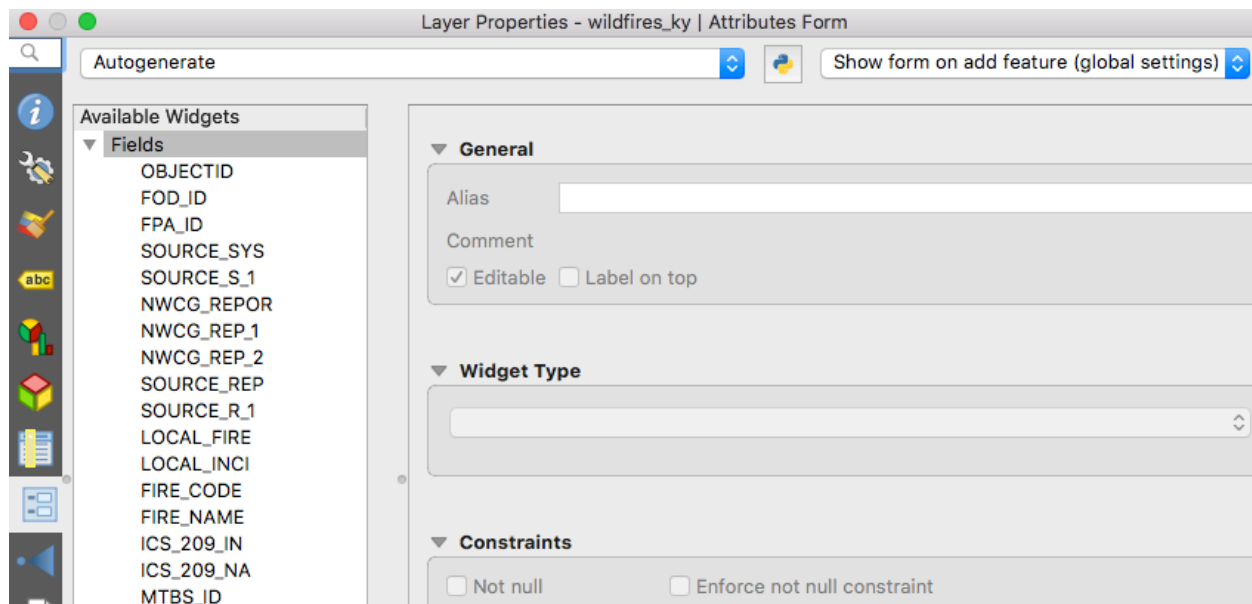 Layer Properties - wildfires_ky | Attributes Form
Autogenerate
Show form on add feature (global settings)
abc
Available Widgets
Fields
OBJECTID
FOD_ID
FPA_ID
SOURCE_SYS
SOURCE_S_1
NWCG_REPOR
NWCG_REP_1
NWCG_REP_2
SOURCE_REP
SOURCE_R_1
LOCAL_FIRE
LOCAL_INCI
FIRE_CODE
FIRE_NAME
ICS_209_IN
ICS_209_NA
MTBS_ID
General
Alias
Comment
Editable Label on top
Widget Type
Constraints
Not null Enforce not null constraint